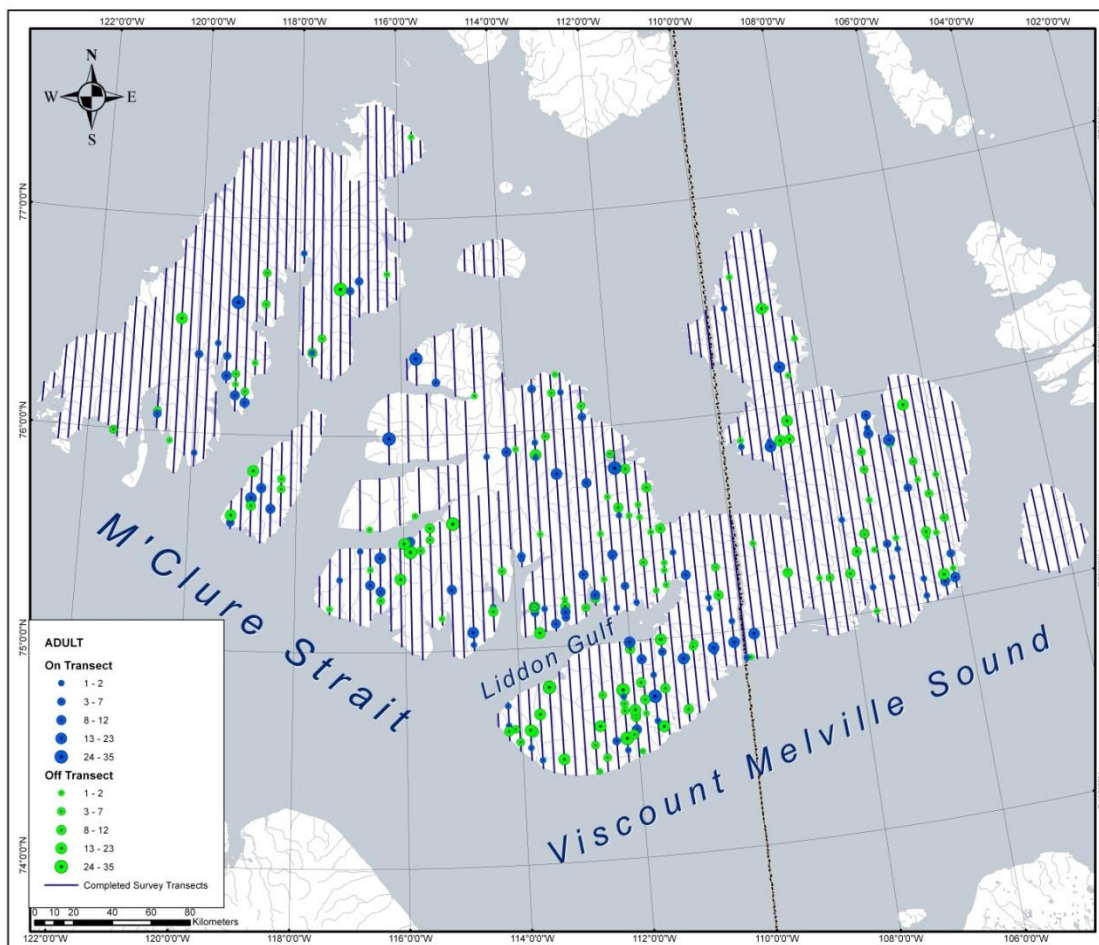 122°0'0"W 120°0'0"W 118°0'0"W 116°0'0"W 114°0'0"W 112°0'0"W 110°0'0"W 108°0'0"W 106°0'0"W 104°0'0"W 102°0'0"W
N
W E
S
77°0'0"N
76°0'0"N
75°0'0"N
74°0'0"N
M'Clure Strait
Liddon Gulf
Viscount Melville Sound
ADULT
On Transect
1 - 2
3 - 7
8 - 12
13 - 23
24 - 35
Off Transect
1 - 2
3 - 7
8 - 12
13 - 23
24 - 35
Completed Survey Transects
0 10 20 40 60 80
Kilometers
122°0'0"W 120°0'0"W 118°0'0"W 116°0'0"W 114°0'0"W 112°0'0"W 110°0'0"W 108°0'0"W 106°0'0"W